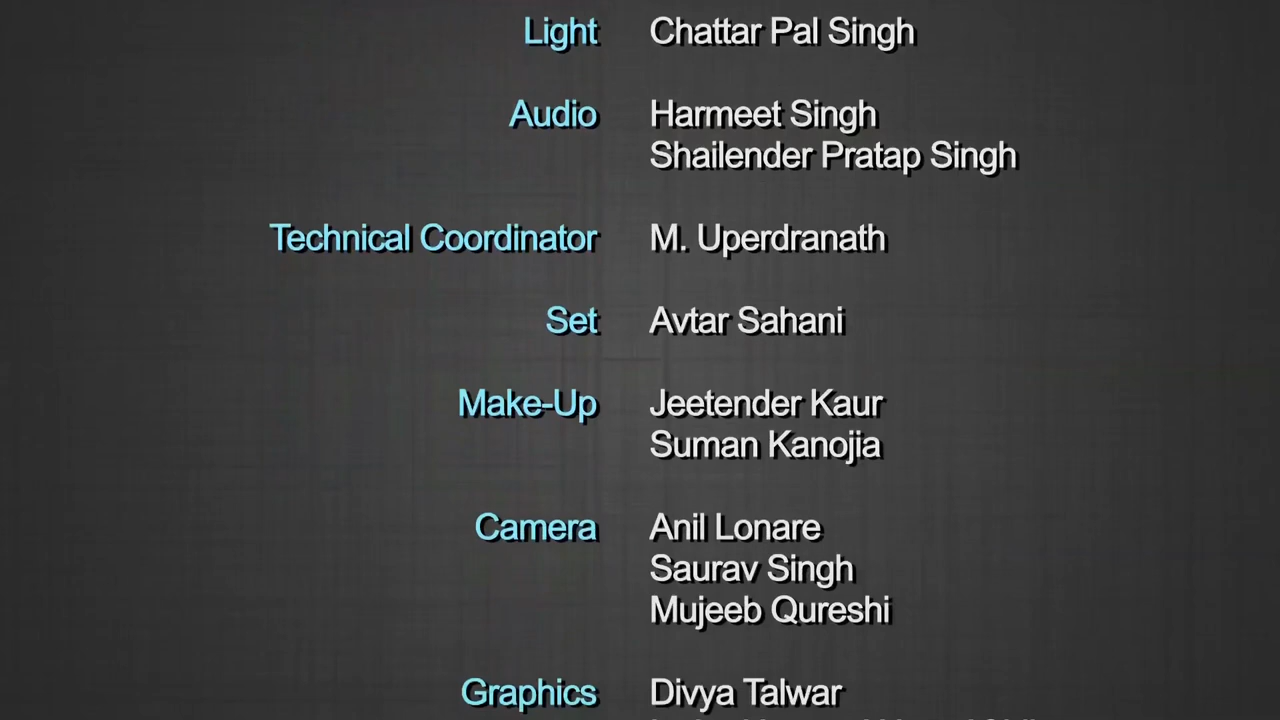 Light Chattar Pal Singh
Audio Harmeet Singh
Shailender Pratap Singh
Technical Coordinator M. Uperdranath
Set Avtar Sahani
Make-Up Jeetender Kaur
Suman Kanojia
Camera Anil Lonare
Saurav Singh
Mujeeb Qureshi
Graphics Divya Talwar